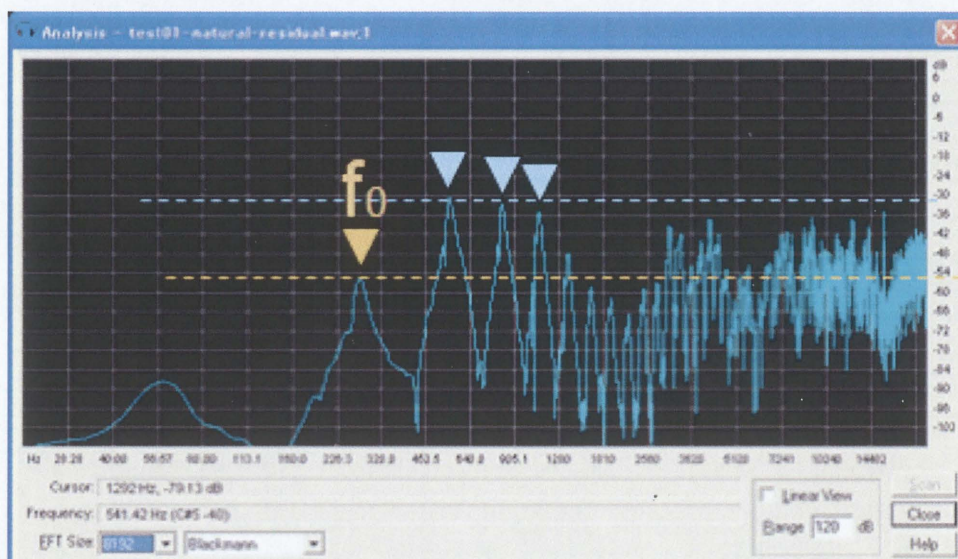 Analysis - test01-natural-residual.wav,1
dB
6
0
-6
-12
-18
-24
-30
-36
-42
-48
-54
-60
-66
-72
-78
-84
-90
-96
-102
f0
Hz 28.28 40.00 56.57 80.00 113.1 160.0 226.3 320.0 452.5 640.0 905.1 1280 1810 2560 3620 5120 7241 10240 14482
Cursor: 1292 Hz, -79.13 dB
Frequency: 541.42 Hz (C#5 -40)
FFT Size: 8192 Blackmann
Linear View
Range 120 dB
Scan
Close
Help